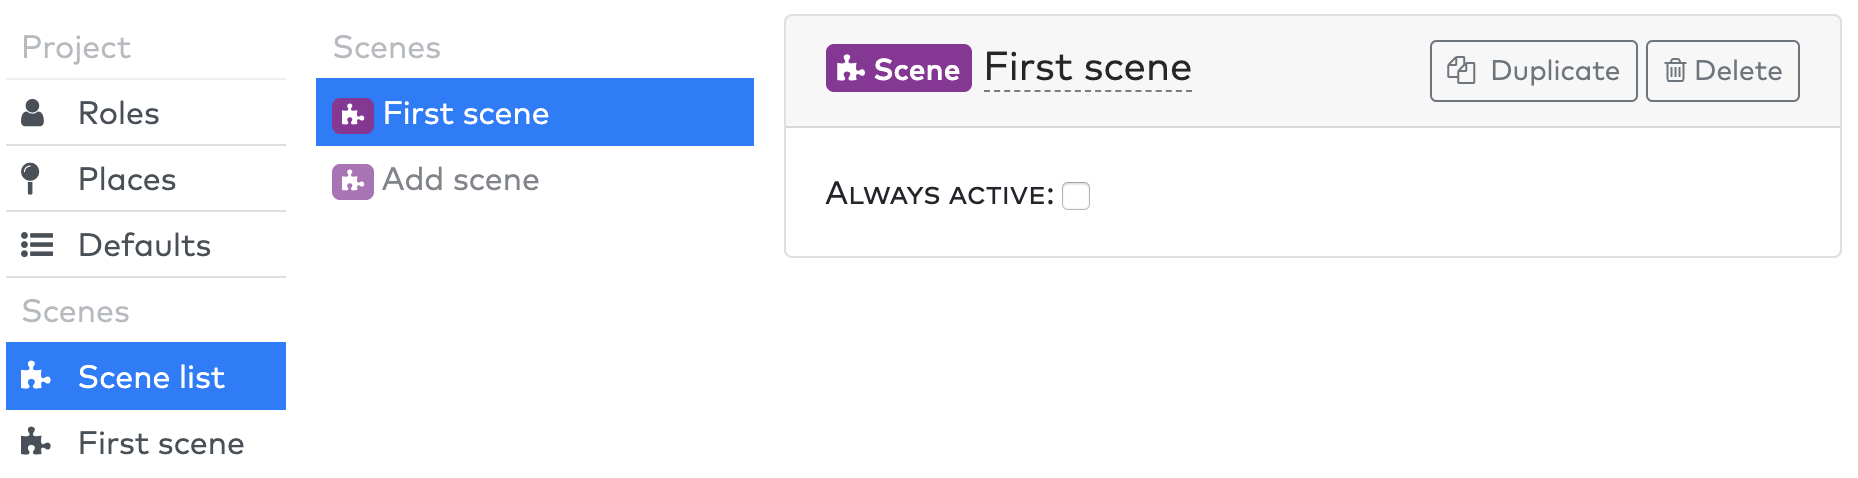 Project
Roles
Places
Defaults
Scenes
Scene list
First scene
Scenes
First scene
Add scene
Scene First scene
Duplicate
Delete
ALWAYS ACTIVE: